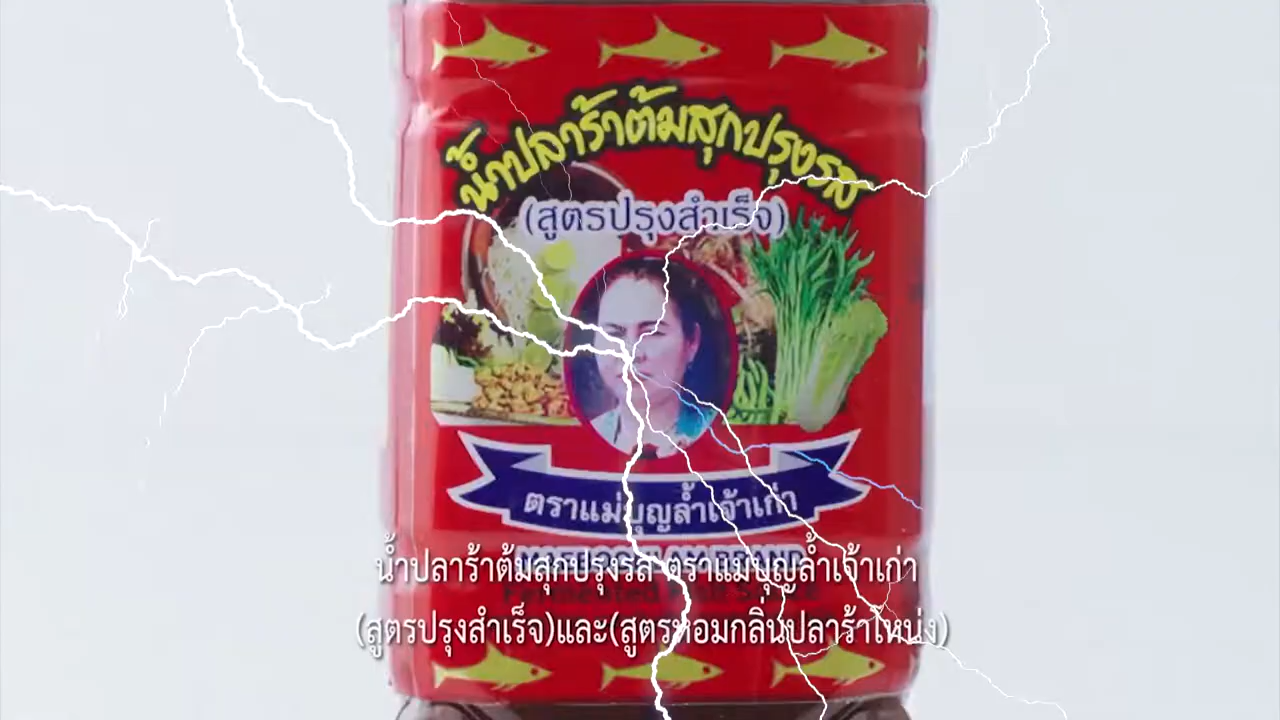 น้ำปลาร้าต้มสุกปรุงรส
(สูตรปรุงสำเร็จ)
ตราแม่บุญล้ำเจ้าเก่า
น้ำปลาร้าต้มสุกปรุงรส ตราแม่บุญล้ำเจ้าเก่า
Fermented Fish Sauce
(สูตรปรุงสำเร็จ)และ(สูตรหอมกลิ่นปลาร้าโหน่ง)